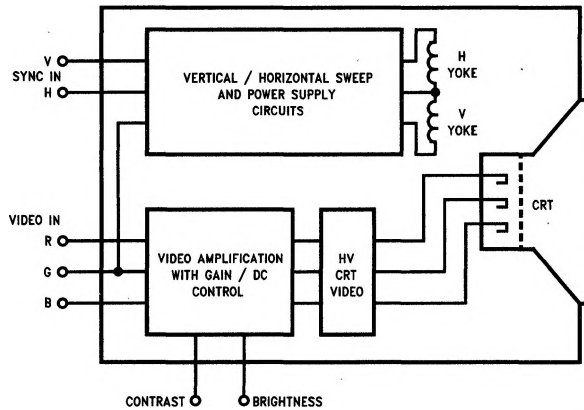 V
SYNC IN
H
VERTICAL / HORIZONTAL SWEEP
AND POWER SUPPLY
CIRCUITS
H
YOKE
V
YOKE
CRT
VIDEO IN
R
G
B
VIDEO AMPLIFICATION
WITH GAIN / DC
CONTROL
HV
CRT
VIDEO
CONTRAST
BRIGHTNESS